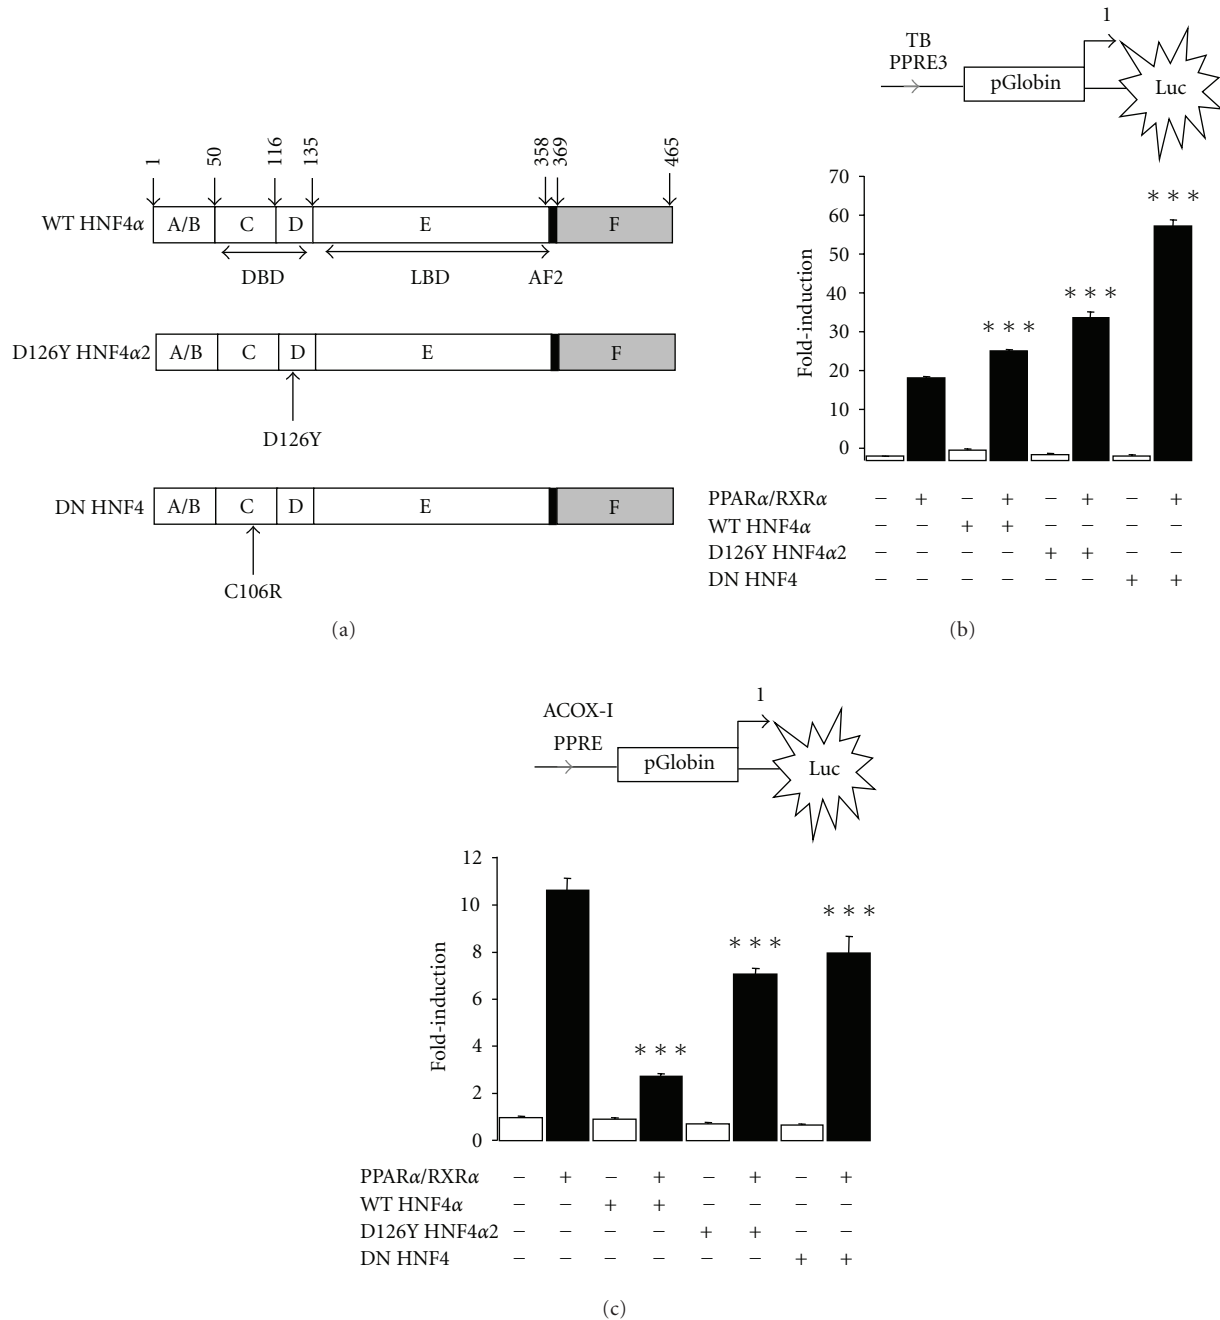 1 50 116 135 358 369 465
WT HNF4α A/B C D E F
DBD LBD AF2
D126Y HNF4α2 A/B C D E F
D126Y
DN HNF4 A/B C D E F
C106R
(a)
1
TB
PPRE3
pGlobin Luc
70
60
50
40
30
20
10
0
Fold-induction
∗∗∗ ∗∗∗ ∗∗∗
PPARα/RXRα − + − + − + − +
WT HNF4α − − + + − − − −
D126Y HNF4α2 − − − − + + − −
DN HNF4 − − − − − − + +
(b)
1
ACOX-I
PPRE
pGlobin Luc
12
10
8
6
4
2
0
Fold-induction
∗∗∗ ∗∗∗ ∗∗∗
PPARα/RXRα − + − + − + − +
WT HNF4α − − + + − − − −
D126Y HNF4α2 − − − − + + − −
DN HNF4 − − − − − − + +
(c)